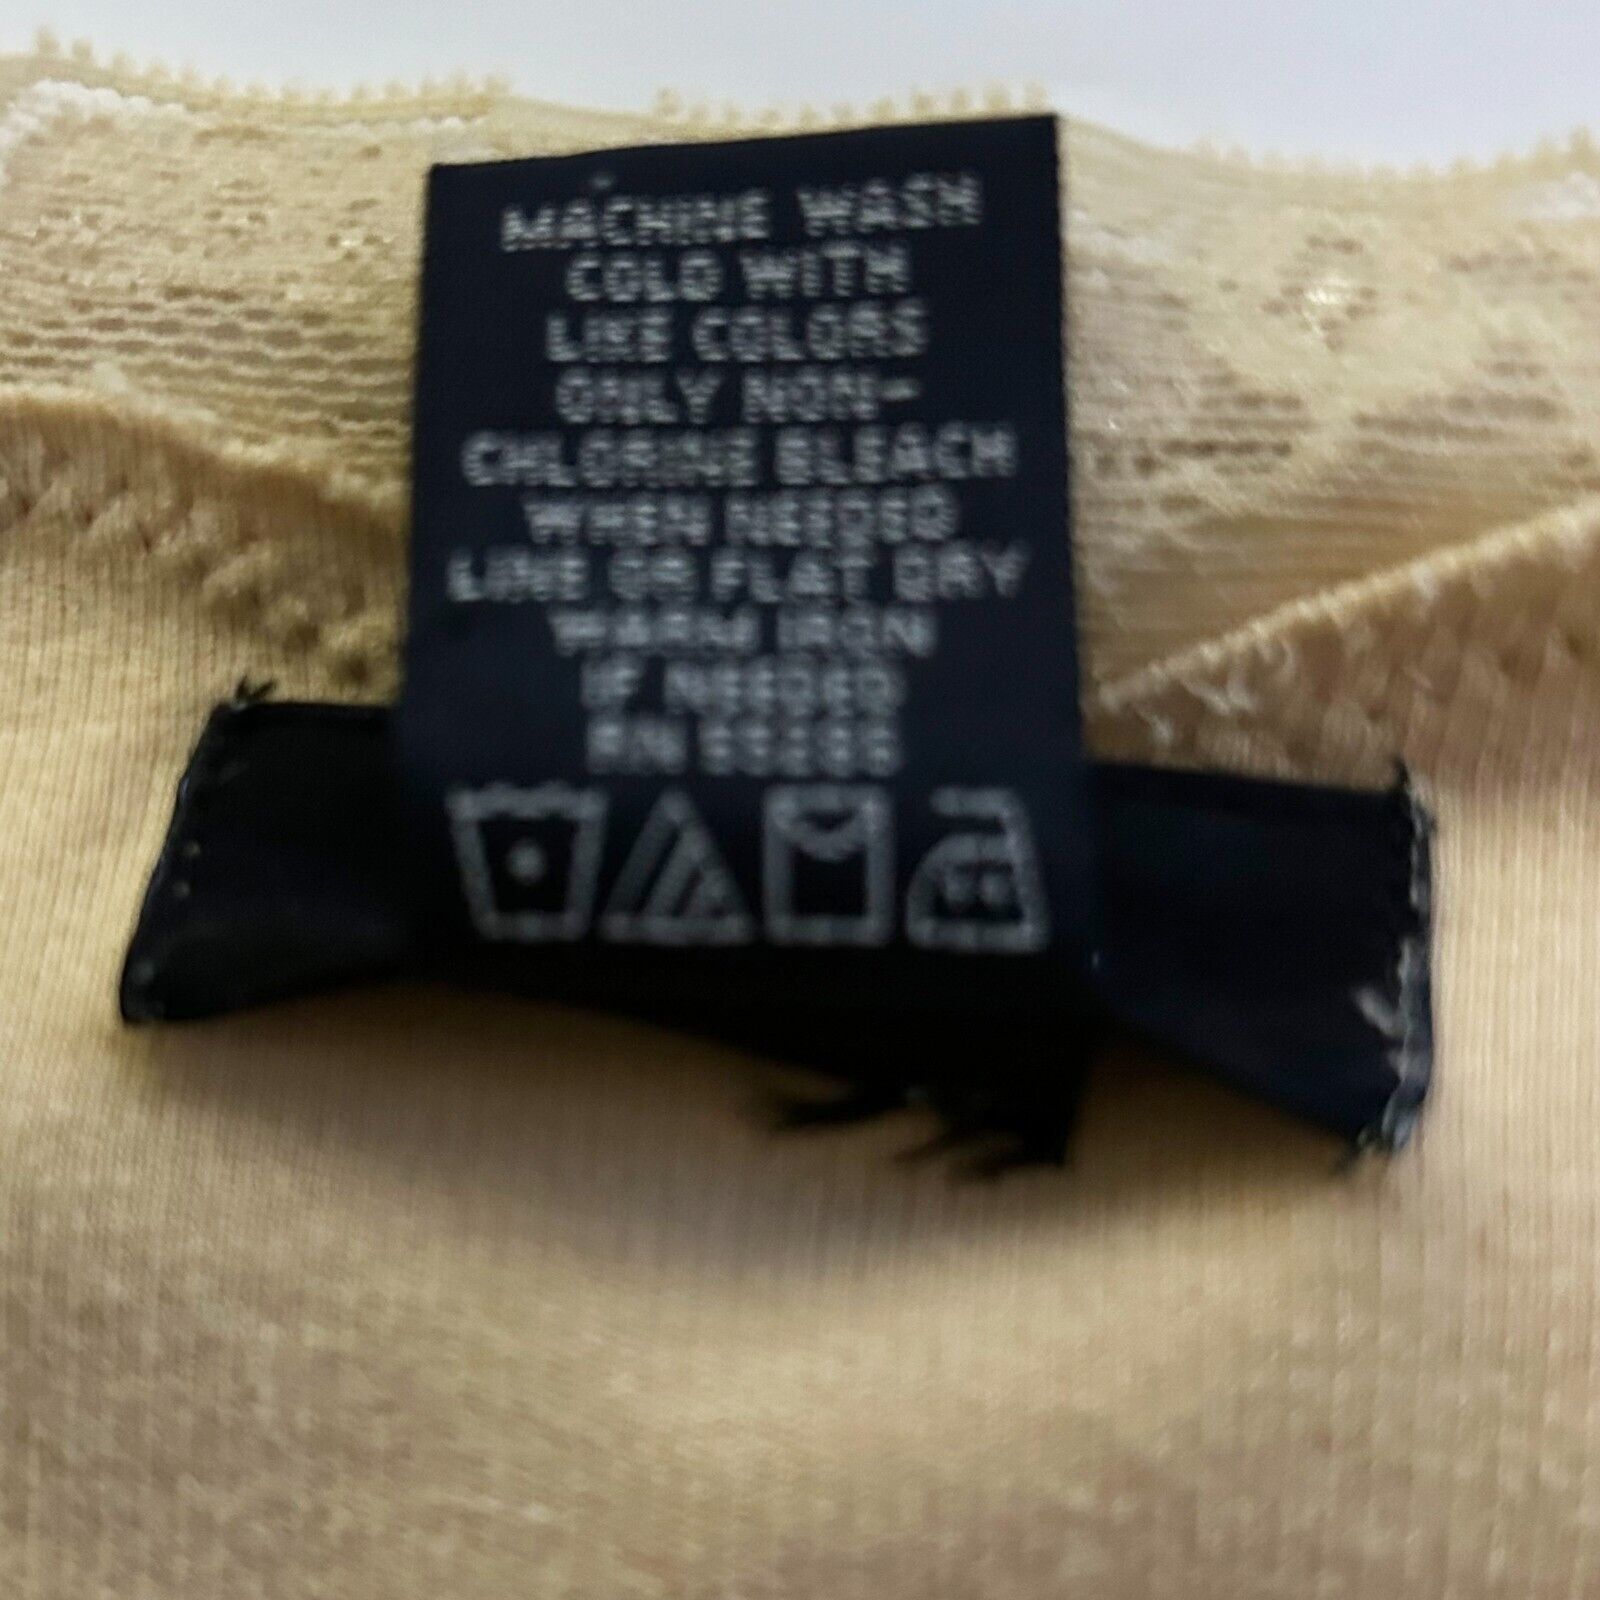 MACHINE WASH
COLD WITH
LIKE COLORS
ONLY NON-
CHLORINE BLEACH
WHEN NEEDED
LINE OR FLAT DRY
WARM IRON
IF NEEDED
RN